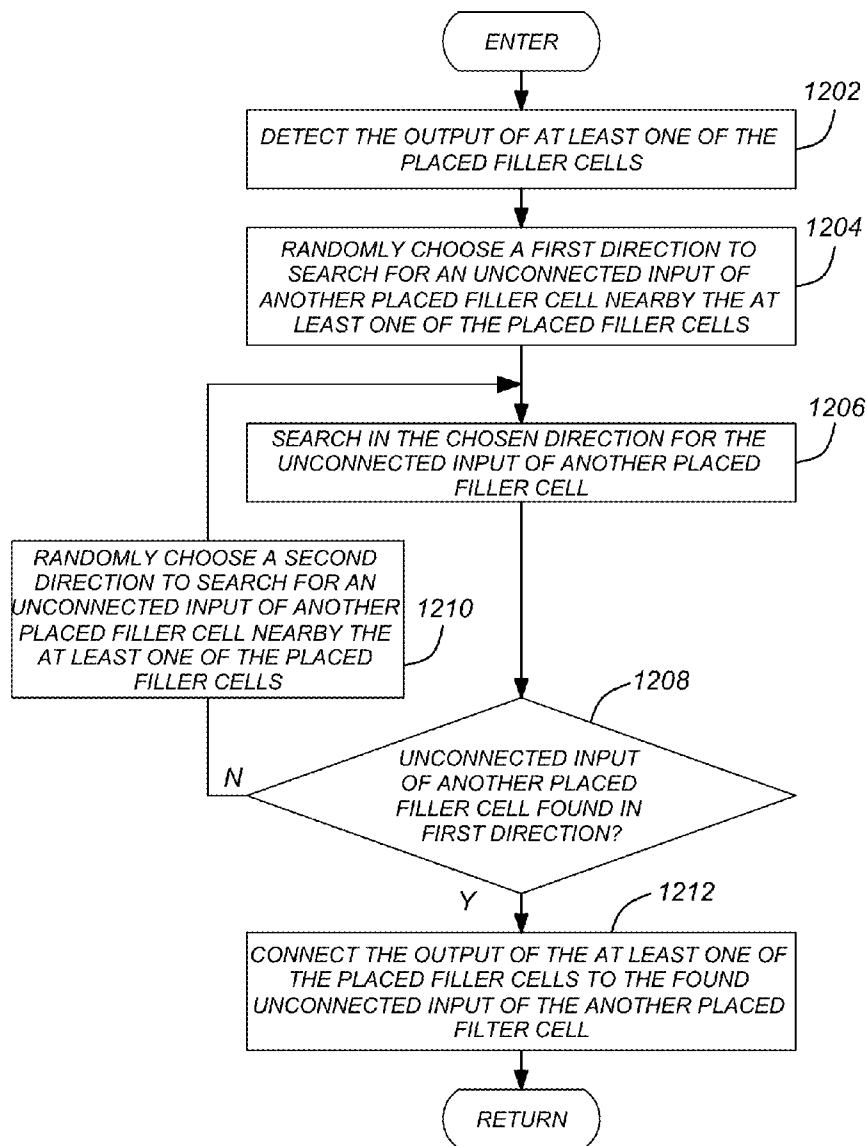 ENTER
1202
DETECT THE OUTPUT OF AT LEAST ONE OF THE
PLACED FILLER CELLS
1204
RANDOMLY CHOOSE A FIRST DIRECTION TO
SEARCH FOR AN UNCONNECTED INPUT OF
ANOTHER PLACED FILLER CELL NEARBY THE AT
LEAST ONE OF THE PLACED FILLER CELLS
1206
SEARCH IN THE CHOSEN DIRECTION FOR THE
UNCONNECTED INPUT OF ANOTHER PLACED
FILLER CELL
RANDOMLY CHOOSE A SECOND
DIRECTION TO SEARCH FOR AN
UNCONNECTED INPUT OF ANOTHER
PLACED FILLER CELL NEARBY THE
AT LEAST ONE OF THE PLACED
FILLER CELLS
1210
1208
UNCONNECTED INPUT
OF ANOTHER PLACED
FILLER CELL FOUND IN
FIRST DIRECTION?
N
Y
1212
CONNECT THE OUTPUT OF THE AT LEAST ONE OF
THE PLACED FILLER CELLS TO THE FOUND
UNCONNECTED INPUT OF THE ANOTHER PLACED
FILTER CELL
RETURN